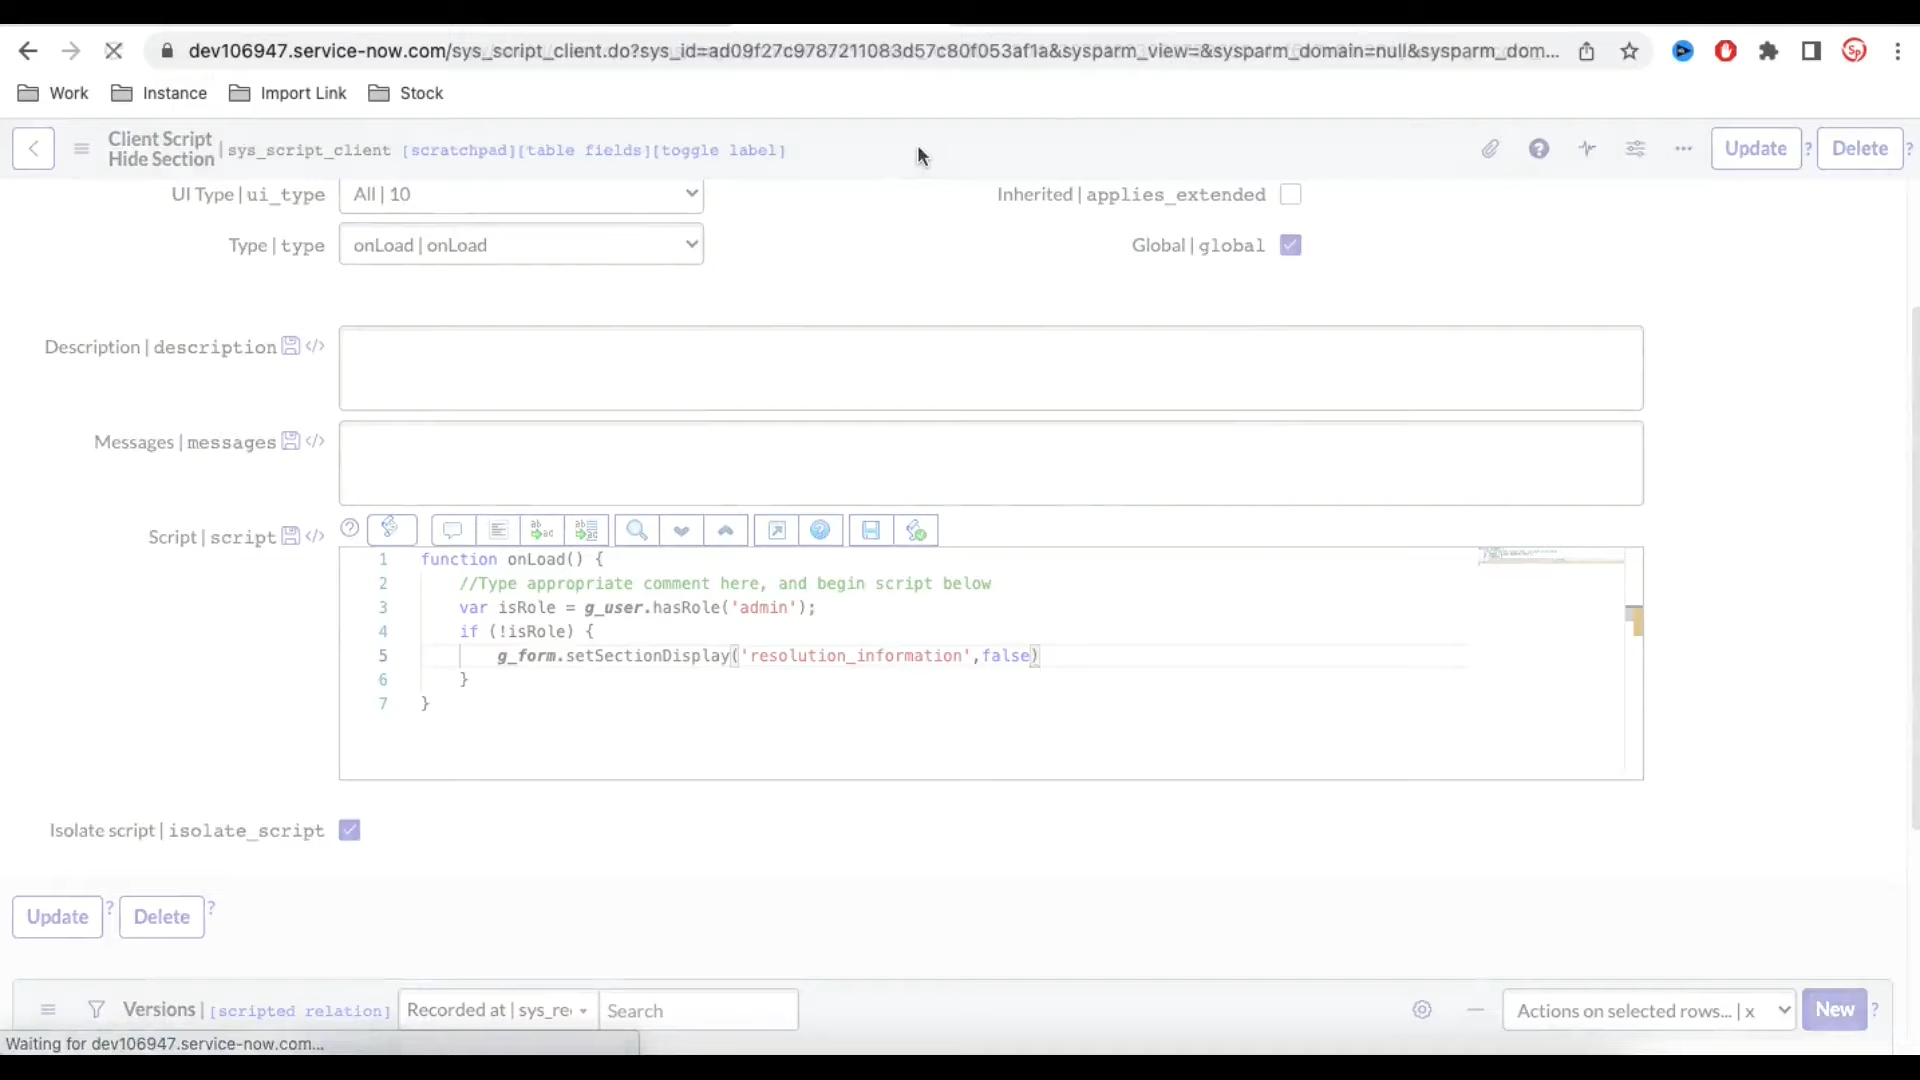 dev106947.service-now.com/sys_script_client.do?sys_id=ad09f27c9787211083d57c80f053af1a&sysparm_view=&sysparm_domain=null&sysparm_dom...
Work Instance Import Link Stock
Client Script
Hide Section | sys_script_client [scratchpad][table fields][toggle label]
Update ? Delete ?
UI Type | ui_type All | 10 Inherited | applies_extended
Type | type onLoad | onLoad Global | global
Description | description </>
Messages | messages </>
Script | script </>
1 function onLoad() {
2 //Type appropriate comment here, and begin script below
3 var isRole = g_user.hasRole('admin');
4 if (!isRole) {
5 g_form.setSectionDisplay('resolution_information',false)
6 }
7 }
Isolate script | isolate_script
Update ? Delete ?
Versions | [scripted relation] Recorded at | sys_re Search Actions on selected rows... | x New ?
Waiting for dev106947.service-now.com...